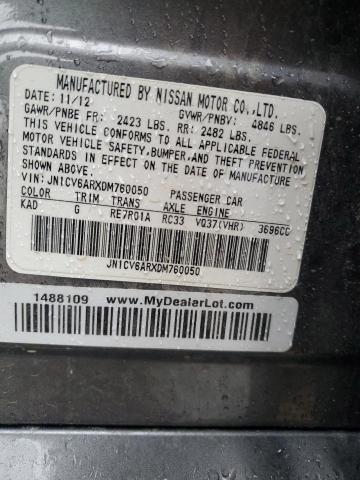 MANUFACTURED BY NISSAN MOTOR CO.,LTD.
DATE: 11/12 GVWR/PNBV: 4846 LBS.
GAWR/PNBE FR: 2423 LBS. RR: 2482 LBS.
THIS VEHICLE CONFORMS TO ALL APPLICABLE FEDERAL
MOTOR VEHICLE SAFETY,BUMPER,AND THEFT PREVENTION
STANDARDS IN EFFECT ON THE DATE OF MANUFACTURE
SHOWN ABOVE.
VIN: JN1CV6ARXDM760050 PASSENGER CAR
COLOR TRIM TRANS AXLE ENGINE
KAD G RE7R01A RC33 VQ37(VHR) 3696CC
JN1CV6ARXDM760050
1488109 www.MyDealerLot.com